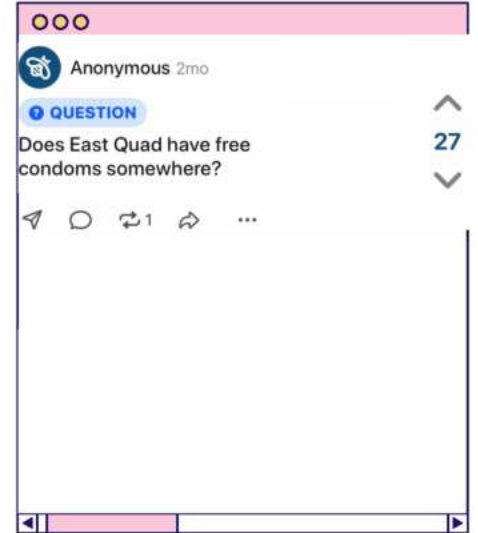 Anonymous 2mo
QUESTION
Does East Quad have free
condoms somewhere?
27
1